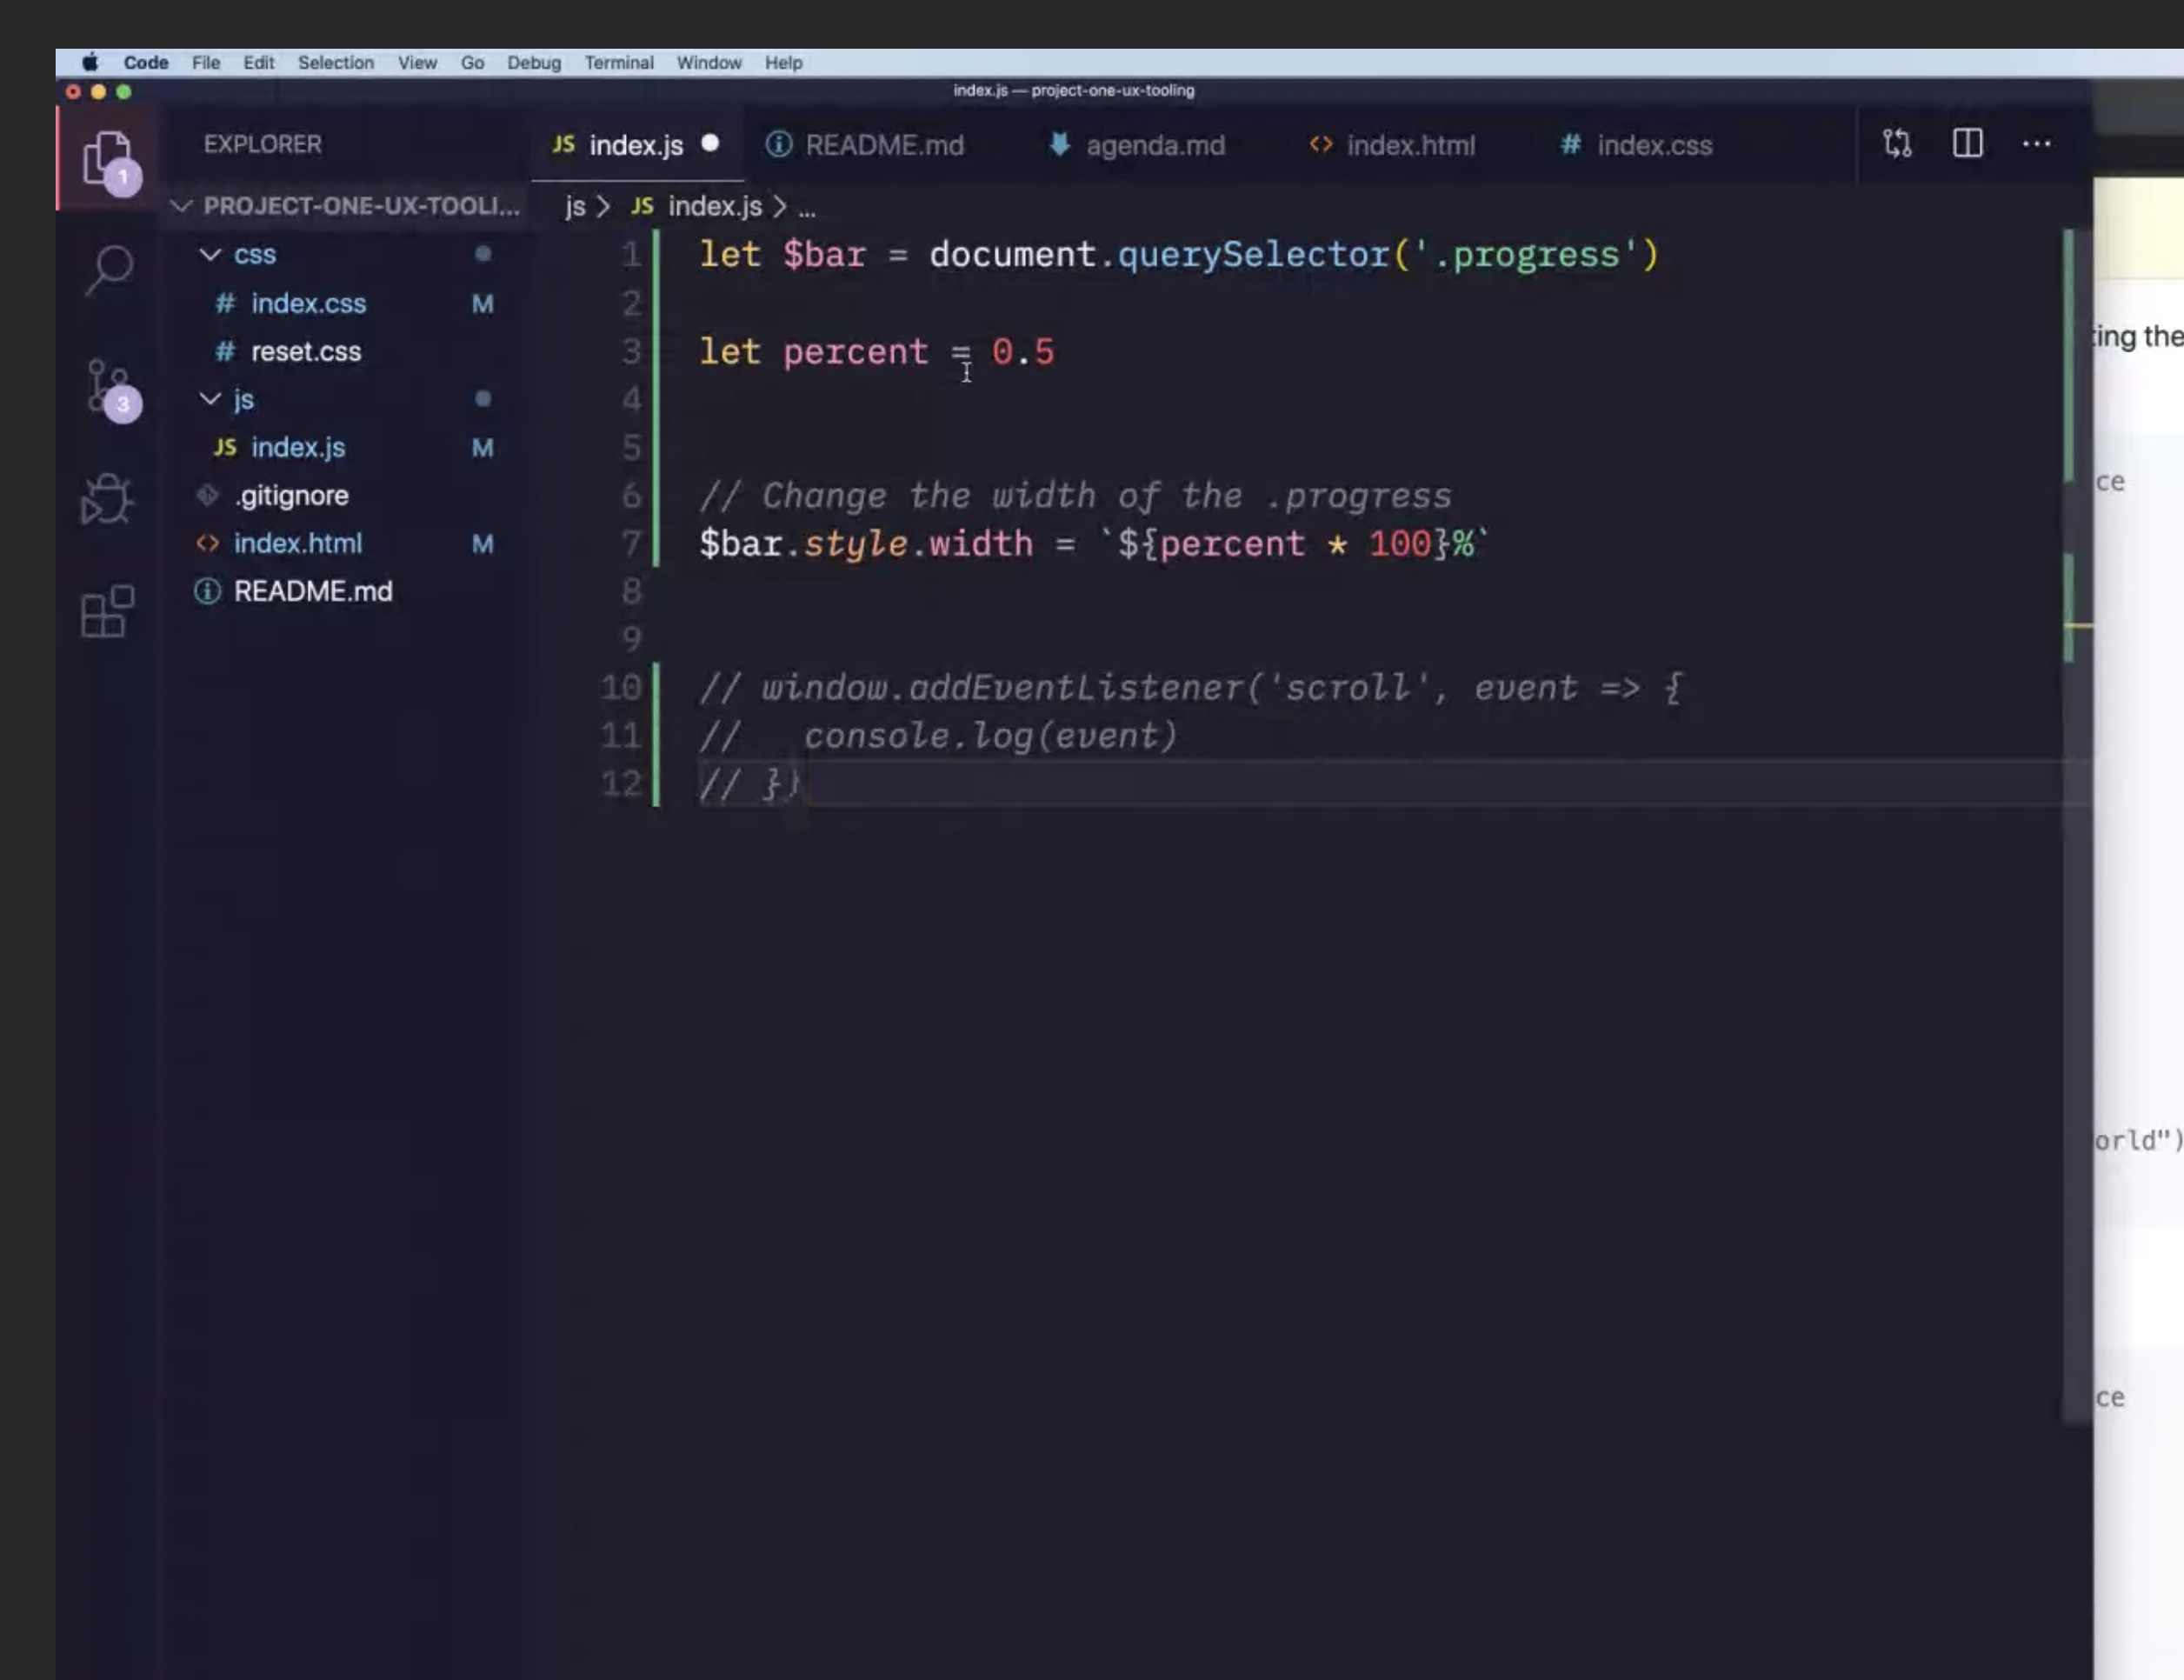 Code File Edit Selection View Go Debug Terminal Window Help
index.js — project-one-ux-tooling
EXPLORER
PROJECT-ONE-UX-TOOLI...
css
# index.css M
# reset.css
js
JS index.js M
.gitignore
<> index.html M
README.md
1
3
JS index.js README.md agenda.md <> index.html # index.css
js > JS index.js > ...
1 let $bar = document.querySelector('.progress')
2
3 let percent = 0.5
4
5
6 // Change the width of the .progress
7 $bar.style.width = `${percent * 100}%`
8
9
10 // window.addEventListener('scroll', event => {
11 //   console.log(event)
12 // })
ting the
ce
orld")
ce